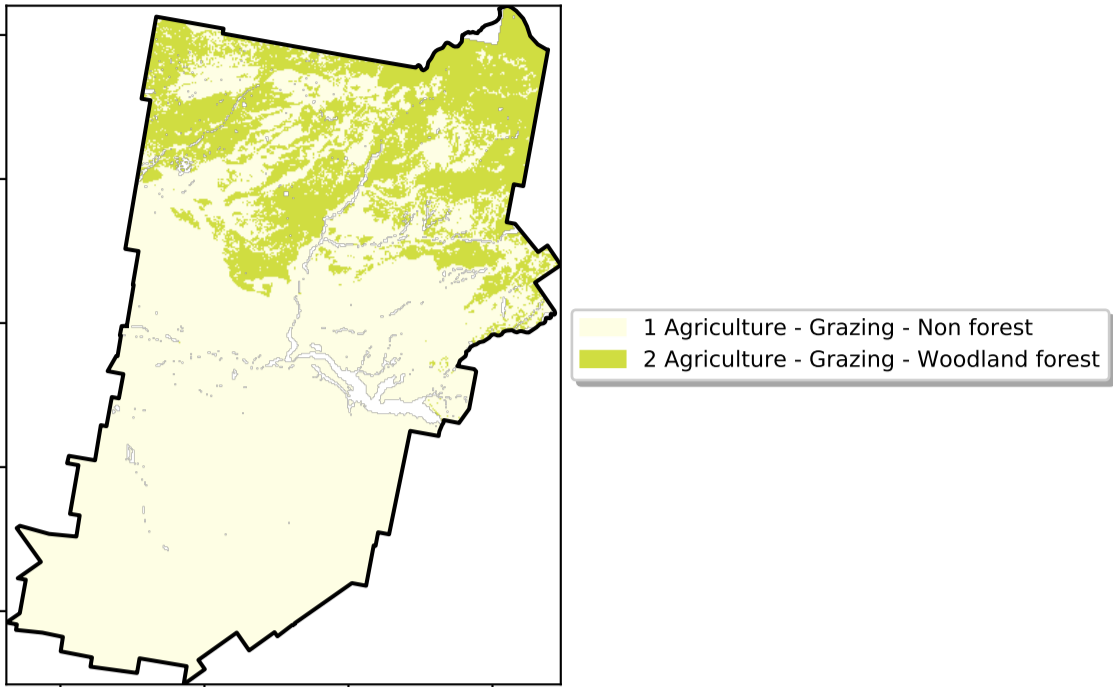 1 Agriculture - Grazing - Non forest
2 Agriculture - Grazing - Woodland forest